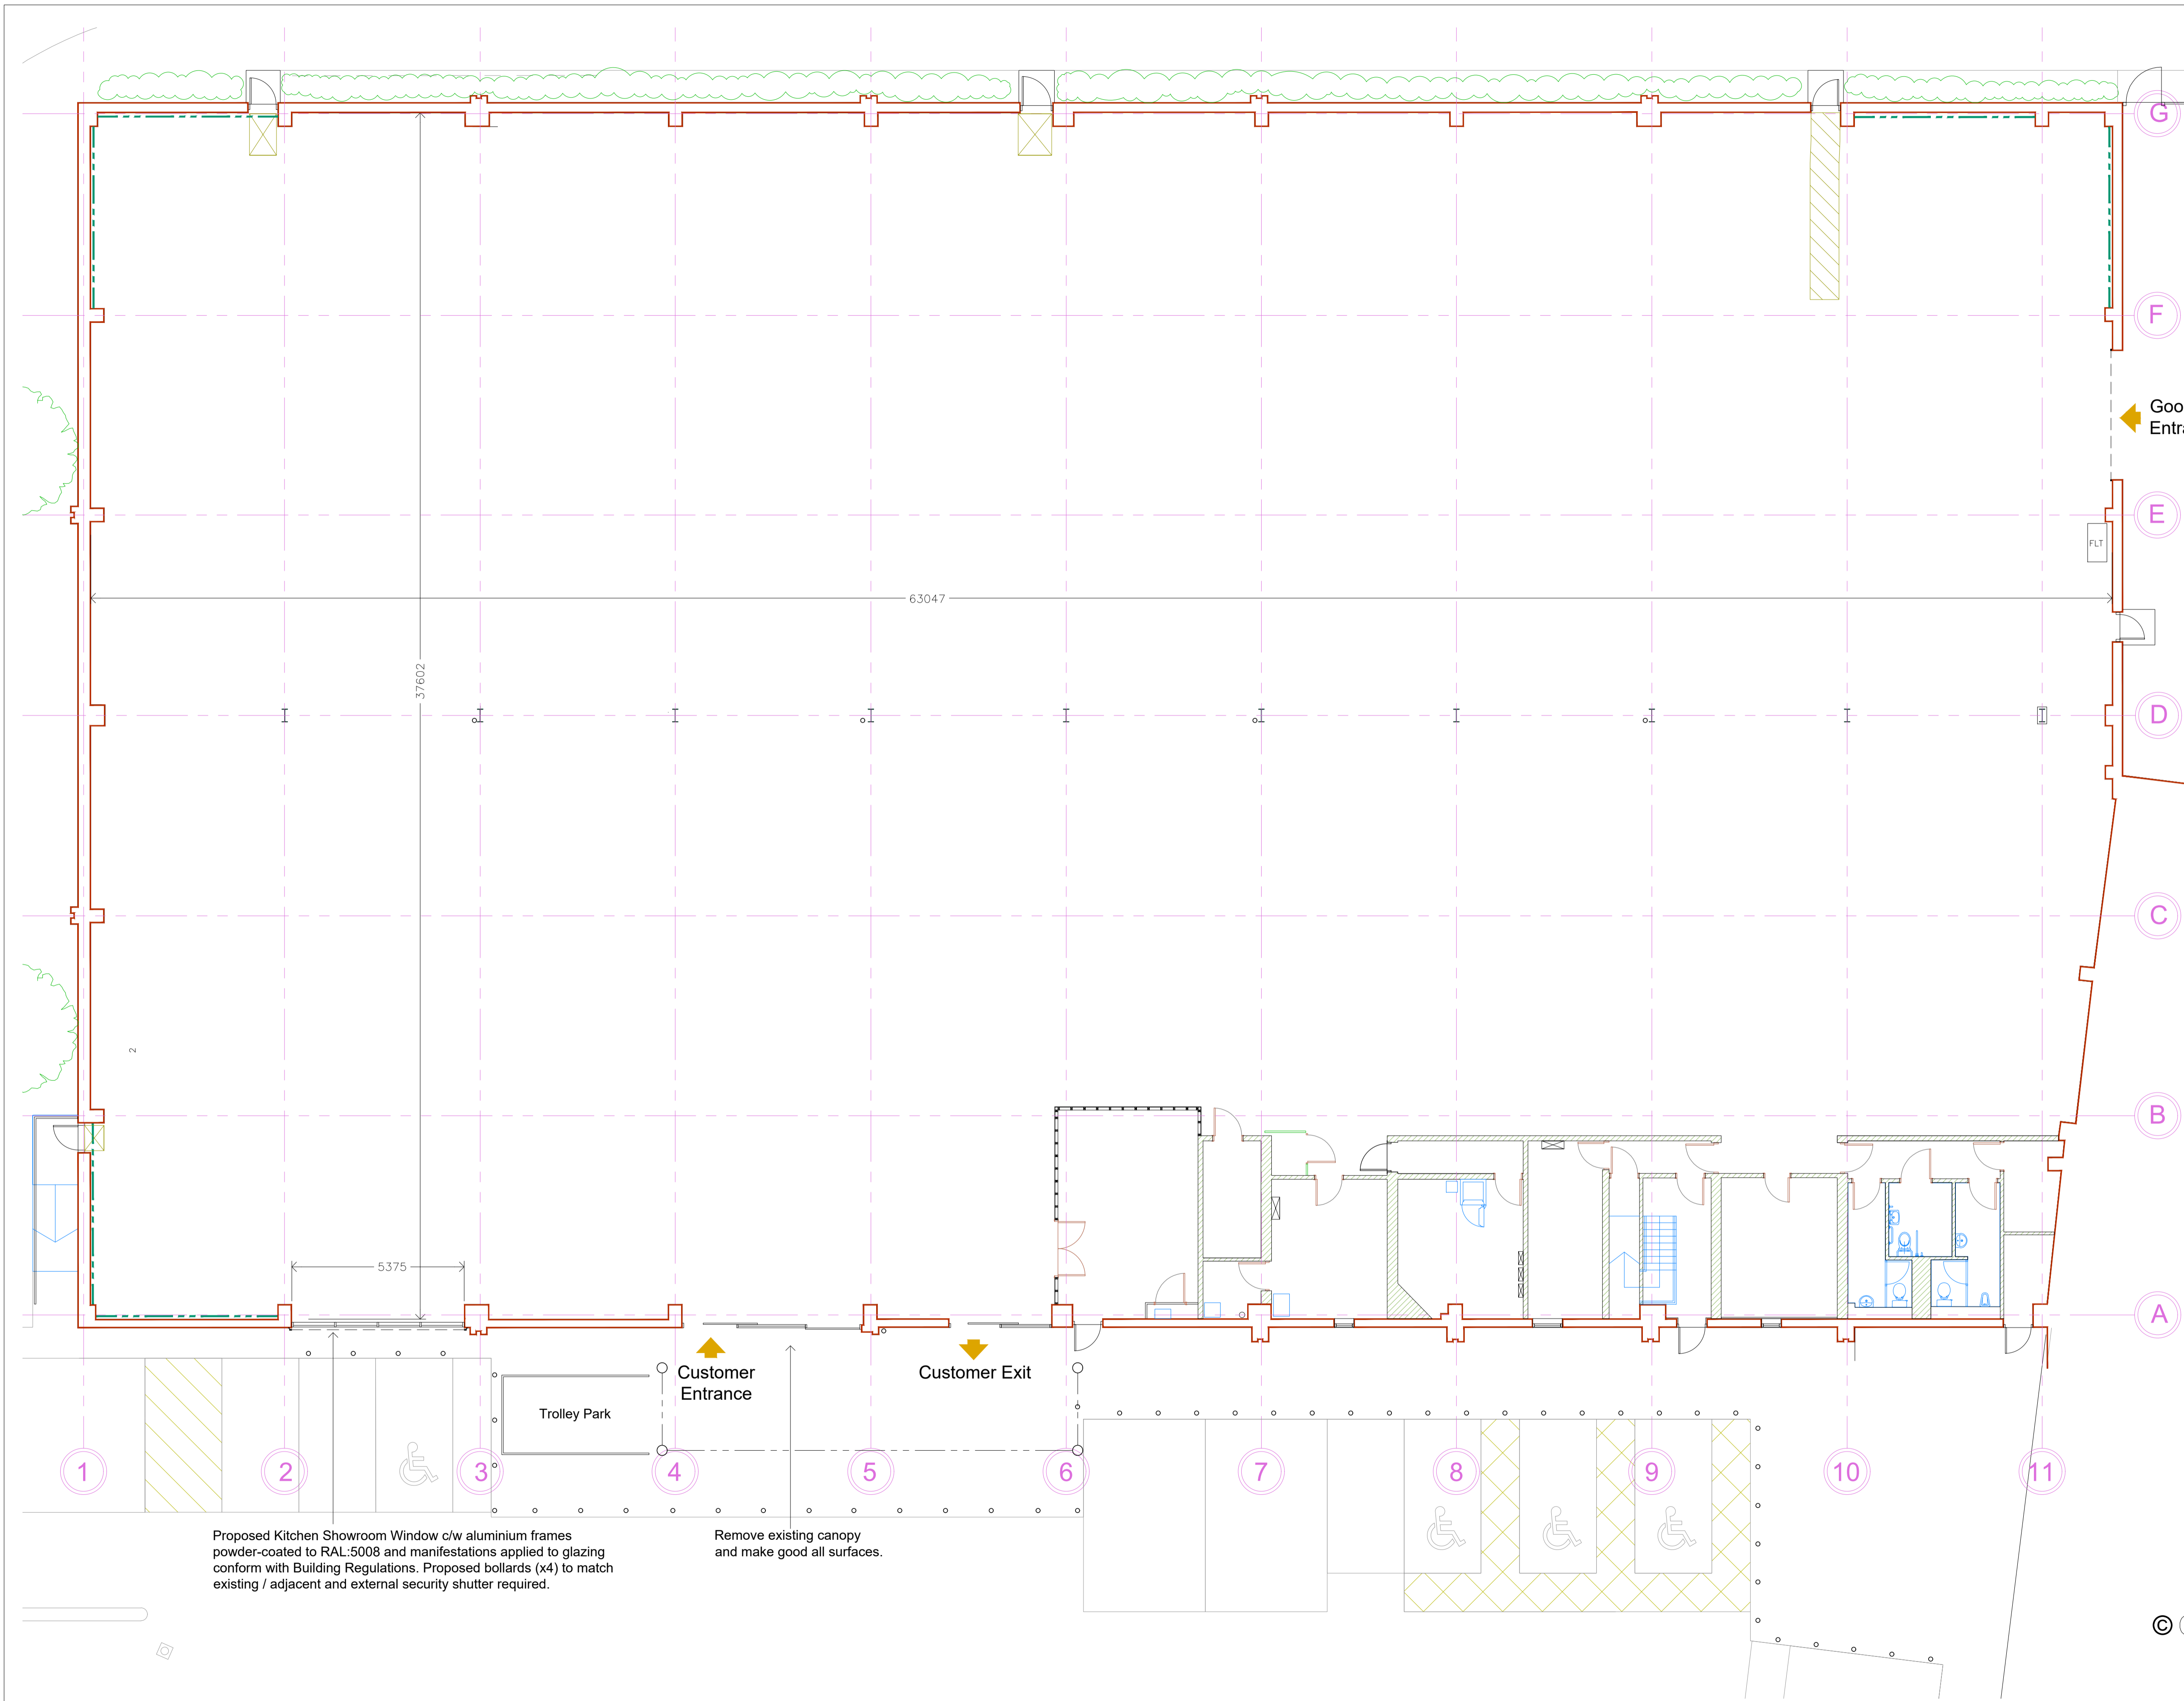 G
F
Goo
Entr
E
FLT
63047
37602
D
C
2
B
5375
A
Customer
Entrance
Customer Exit
Trolley Park
1
2
3
4
5
6
7
8
9
10
11
Proposed Kitchen Showroom Window c/w aluminium frames
powder-coated to RAL:5008 and manifestations applied to glazing
conform with Building Regulations. Proposed bollards (x4) to match
existing / adjacent and external security shutter required.
Remove existing canopy
and make good all surfaces.
©